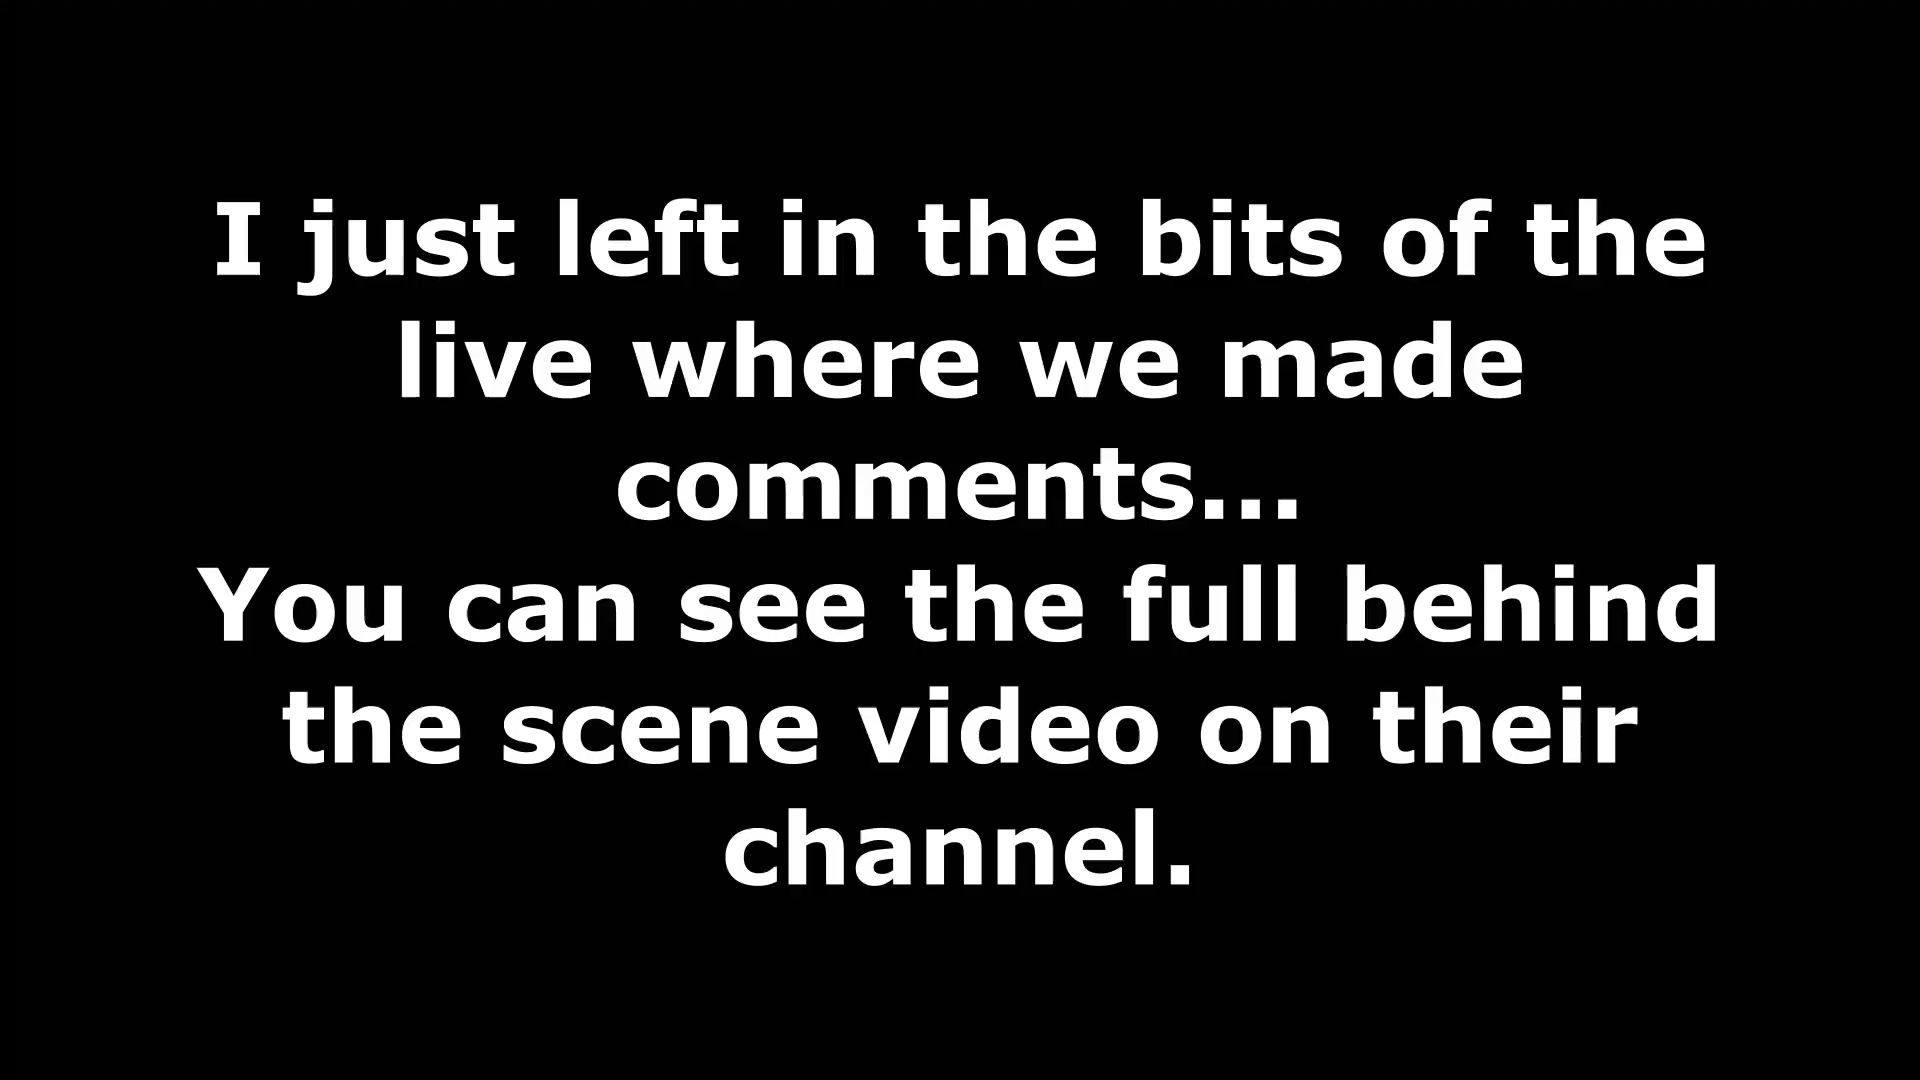 I just left in the bits of the
live where we made
comments...
You can see the full behind
the scene video on their
channel.